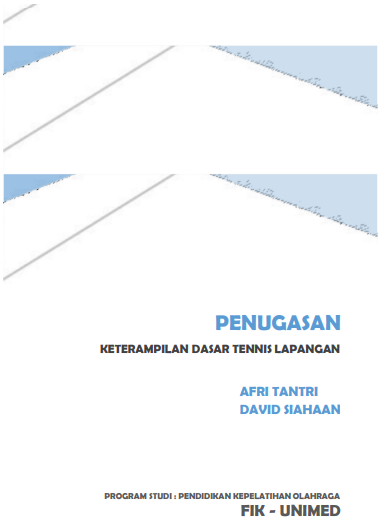 PENUGASAN
KETERAMPILAN DASAR TENNIS LAPANGAN
AFRI TANTRI
DAVID SIAHAAN
PROGRAM STUDI : PENDIDIKAN KEPELATIHAN OLAHRAGA
FIK - UNIMED